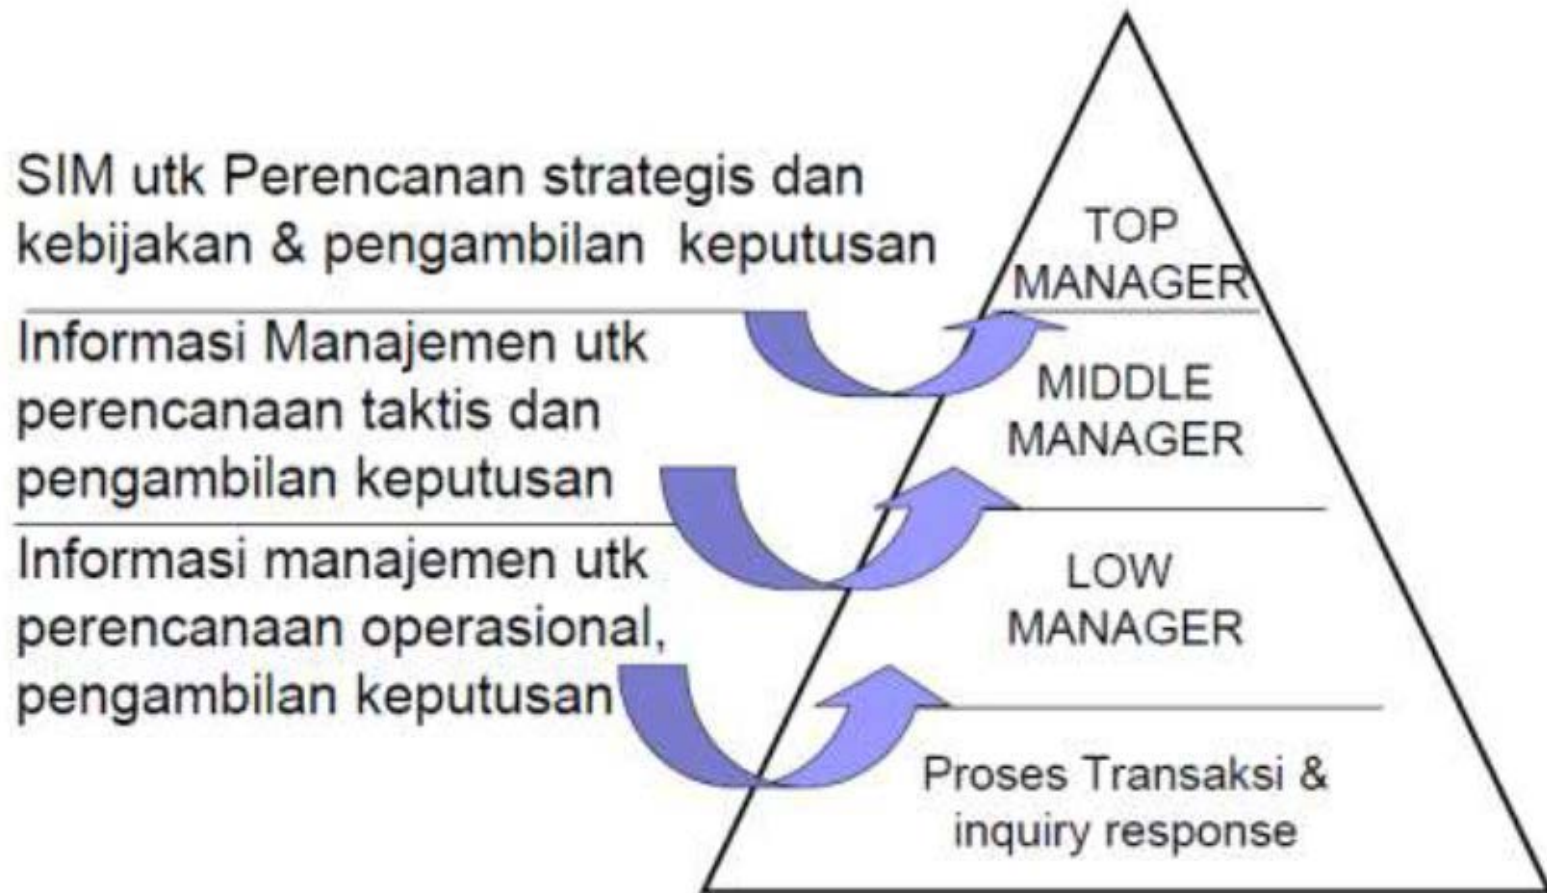 SIM utk Perencanan strategis dan
kebijakan & pengambilan keputusan
Informasi Manajemen utk
perencanaan taktis dan
pengambilan keputusan
Informasi manajemen utk
perencanaan operasional,
pengambilan keputusan
TOP
MANAGER
MIDDLE
MANAGER
LOW
MANAGER
Proses Transaksi &
inquiry response